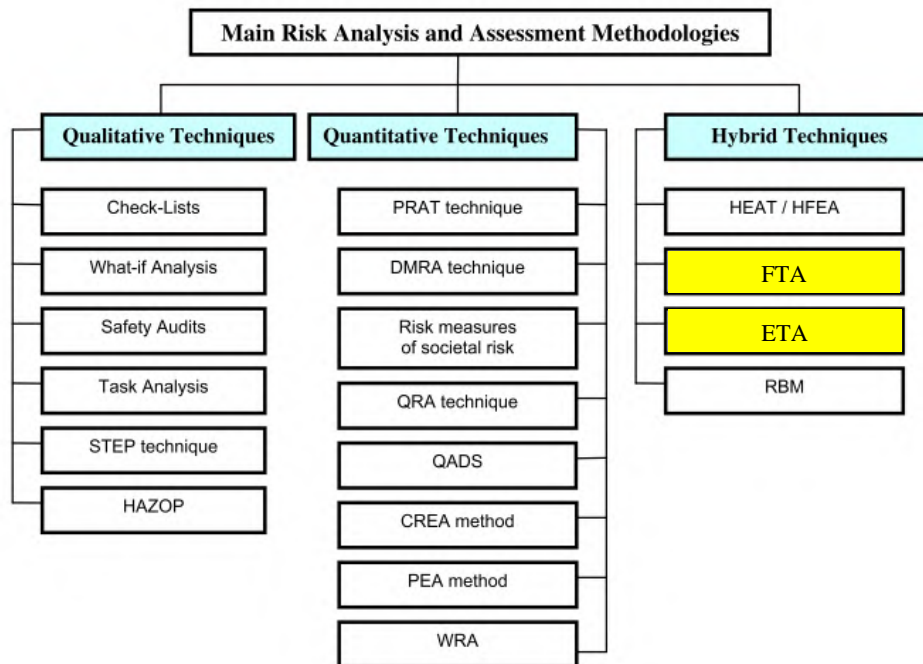 Main Risk Analysis and Assessment Methodologies
Qualitative Techniques
Check-Lists
What-if Analysis
Safety Audits
Task Analysis
STEP technique
HAZOP
Quantitative Techniques
PRAT technique
DMRA technique
Risk measures
of societal risk
QRA technique
QADS
CREA method
PEA method
WRA
Hybrid Techniques
HEAT / HFEA
FTA
ETA
RBM